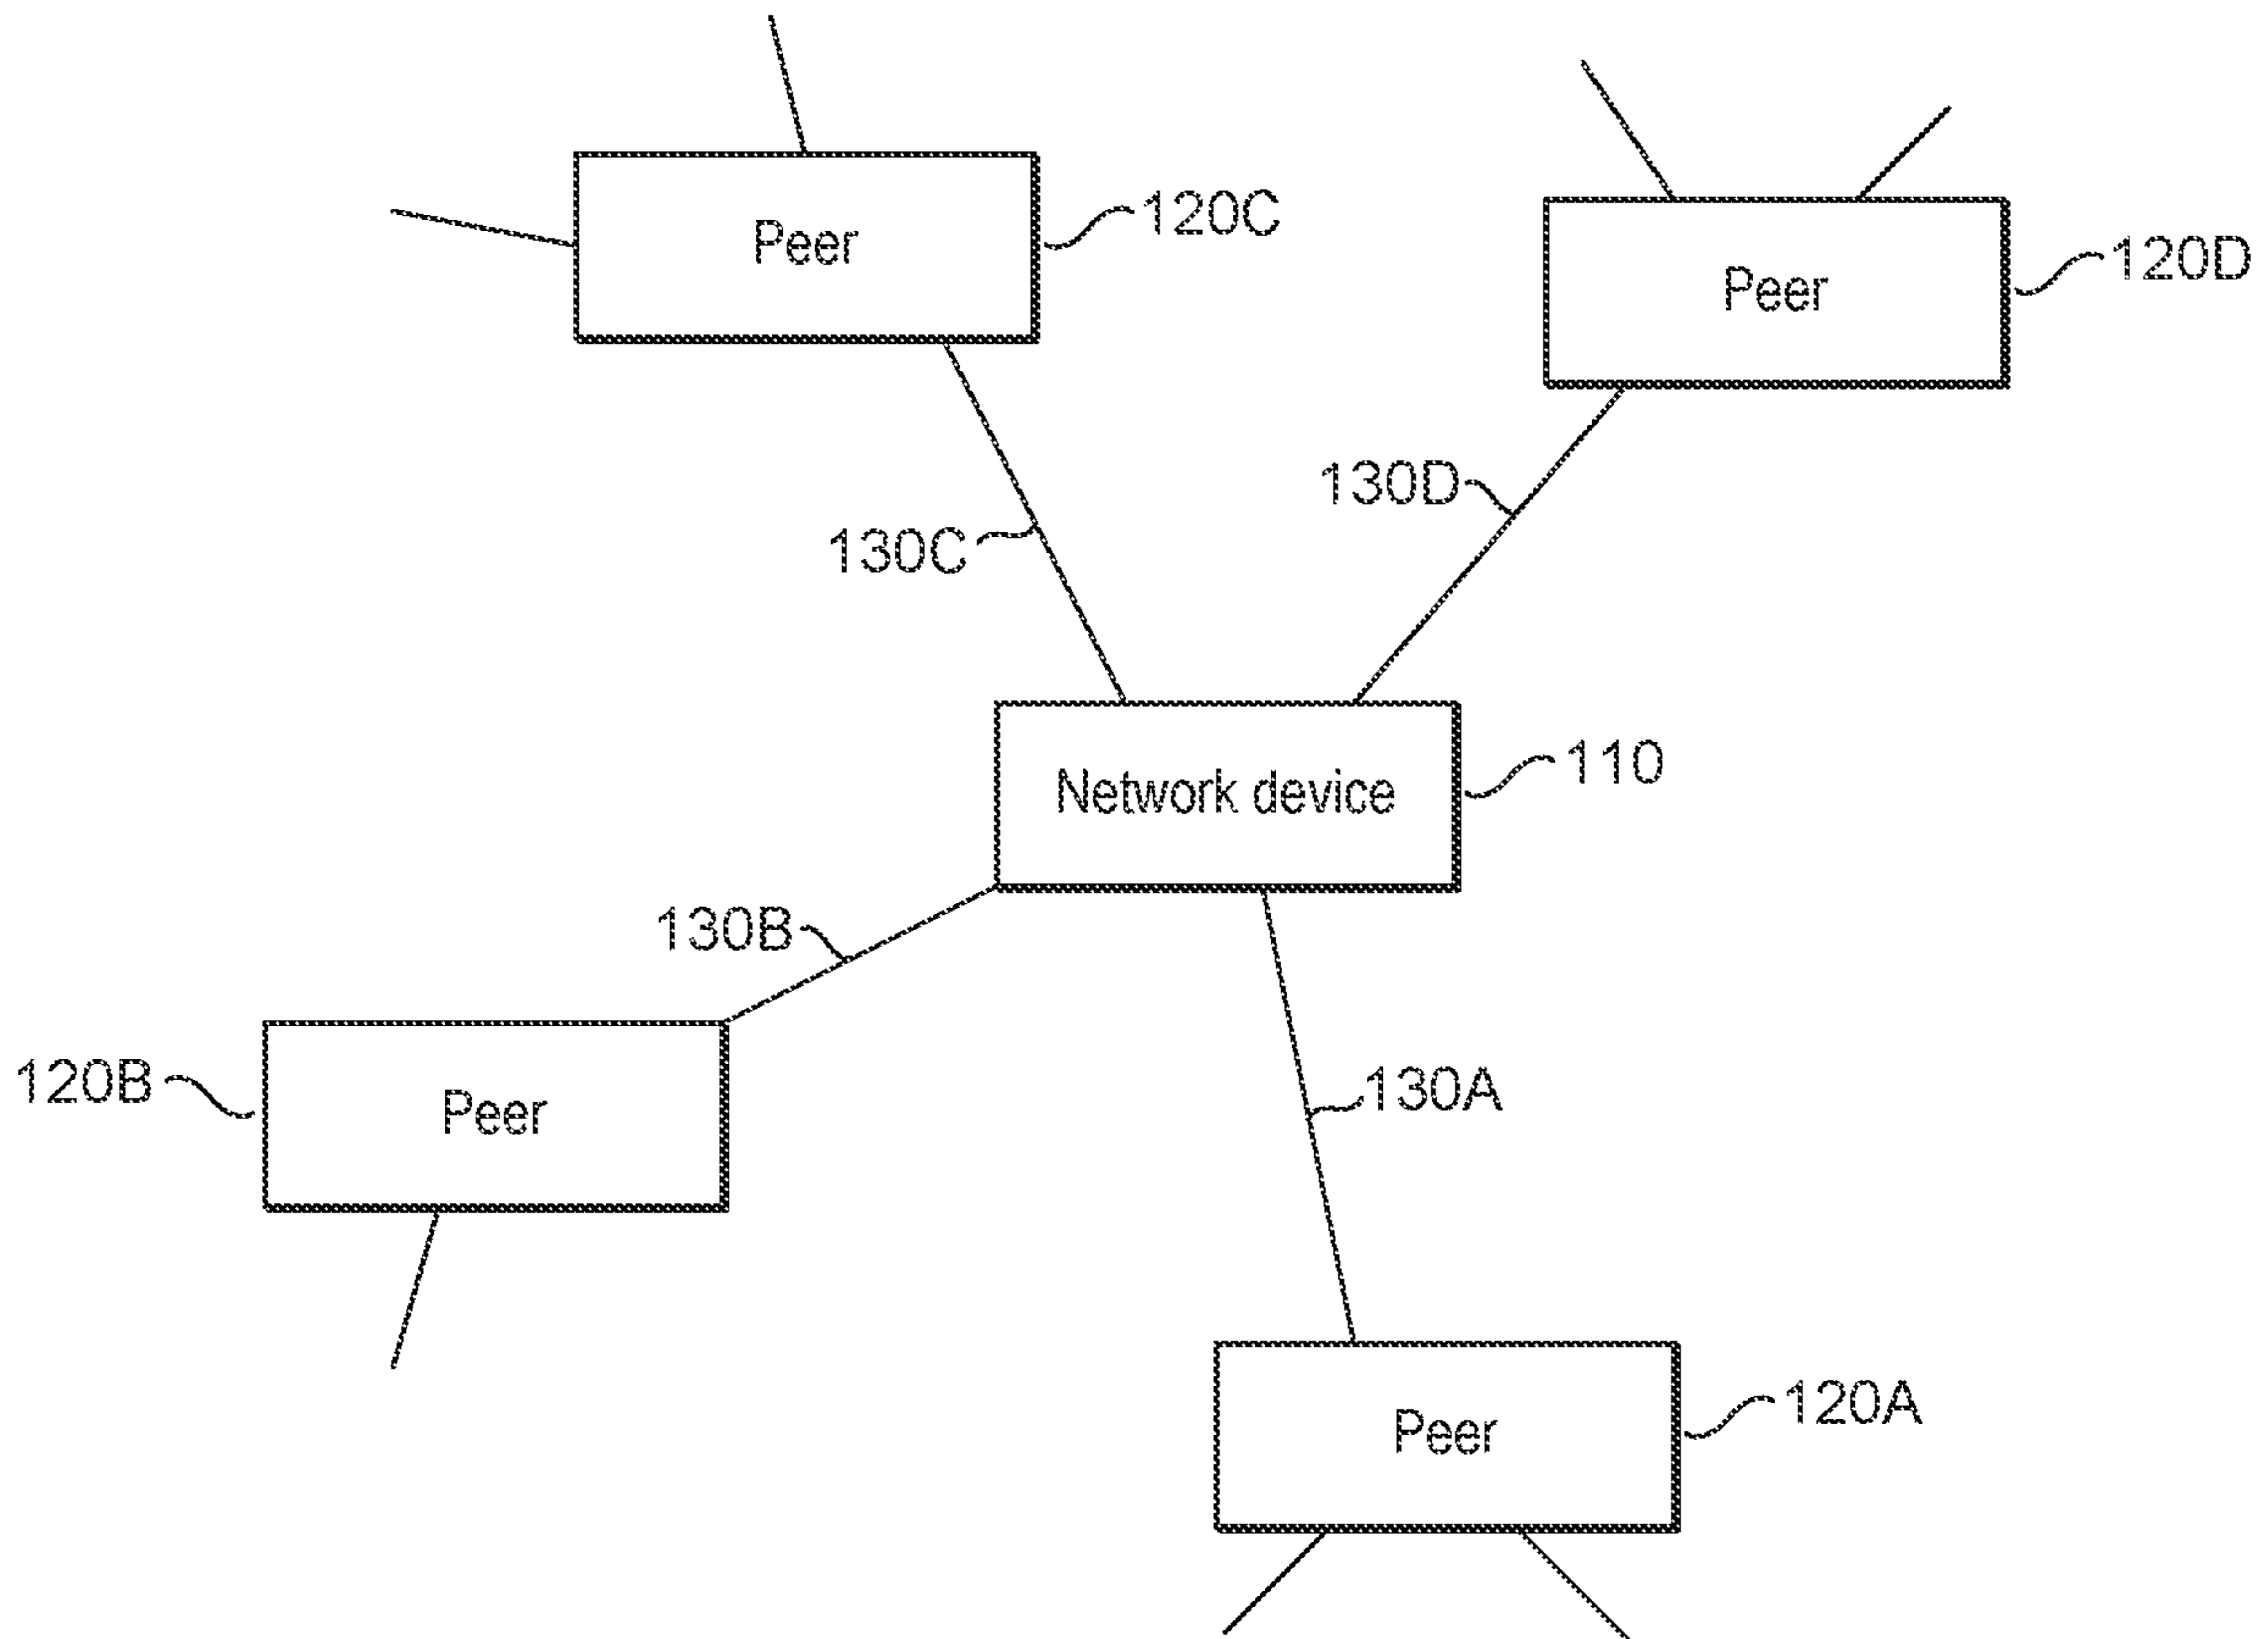 Peer
120C
Peer
120D
130D
130C
Network device
110
130B
130A
120B
Peer
Peer
120A